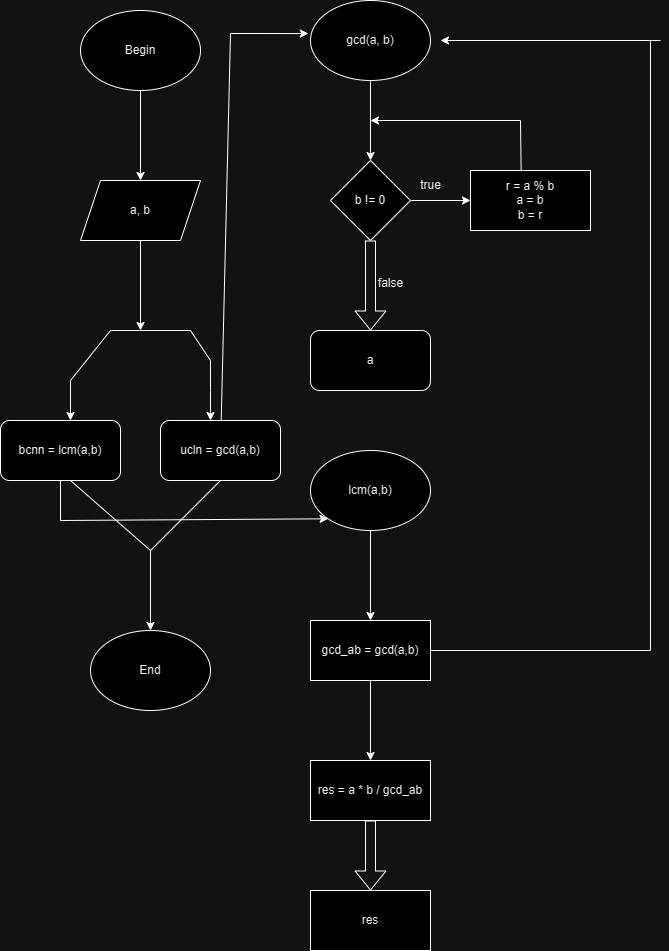 Begin
gcd(a, b)
b != 0
true
r = a % b
a = b
b = r
a, b
false
a
bcnn = lcm(a,b)
ucln = gcd(a,b)
lcm(a,b)
gcd_ab = gcd(a,b)
End
res = a * b / gcd_ab
res